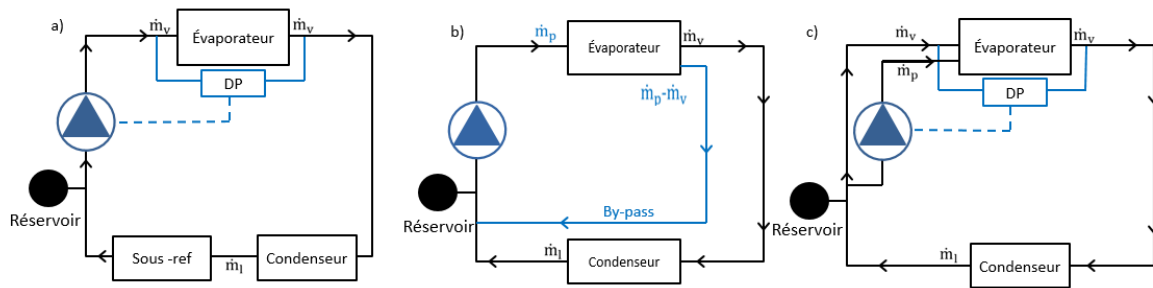 a)
ṁv
ṁv
Évaporateur
DP
Réservoir
Sous -ref
ṁl
Condenseur
b)
ṁp
Évaporateur
ṁv
ṁp-ṁv
Réservoir
By-pass
ṁl
Condenseur
c)
ṁv
Évaporateur
ṁv
ṁp
DP
Réservoir
ṁl
Condenseur